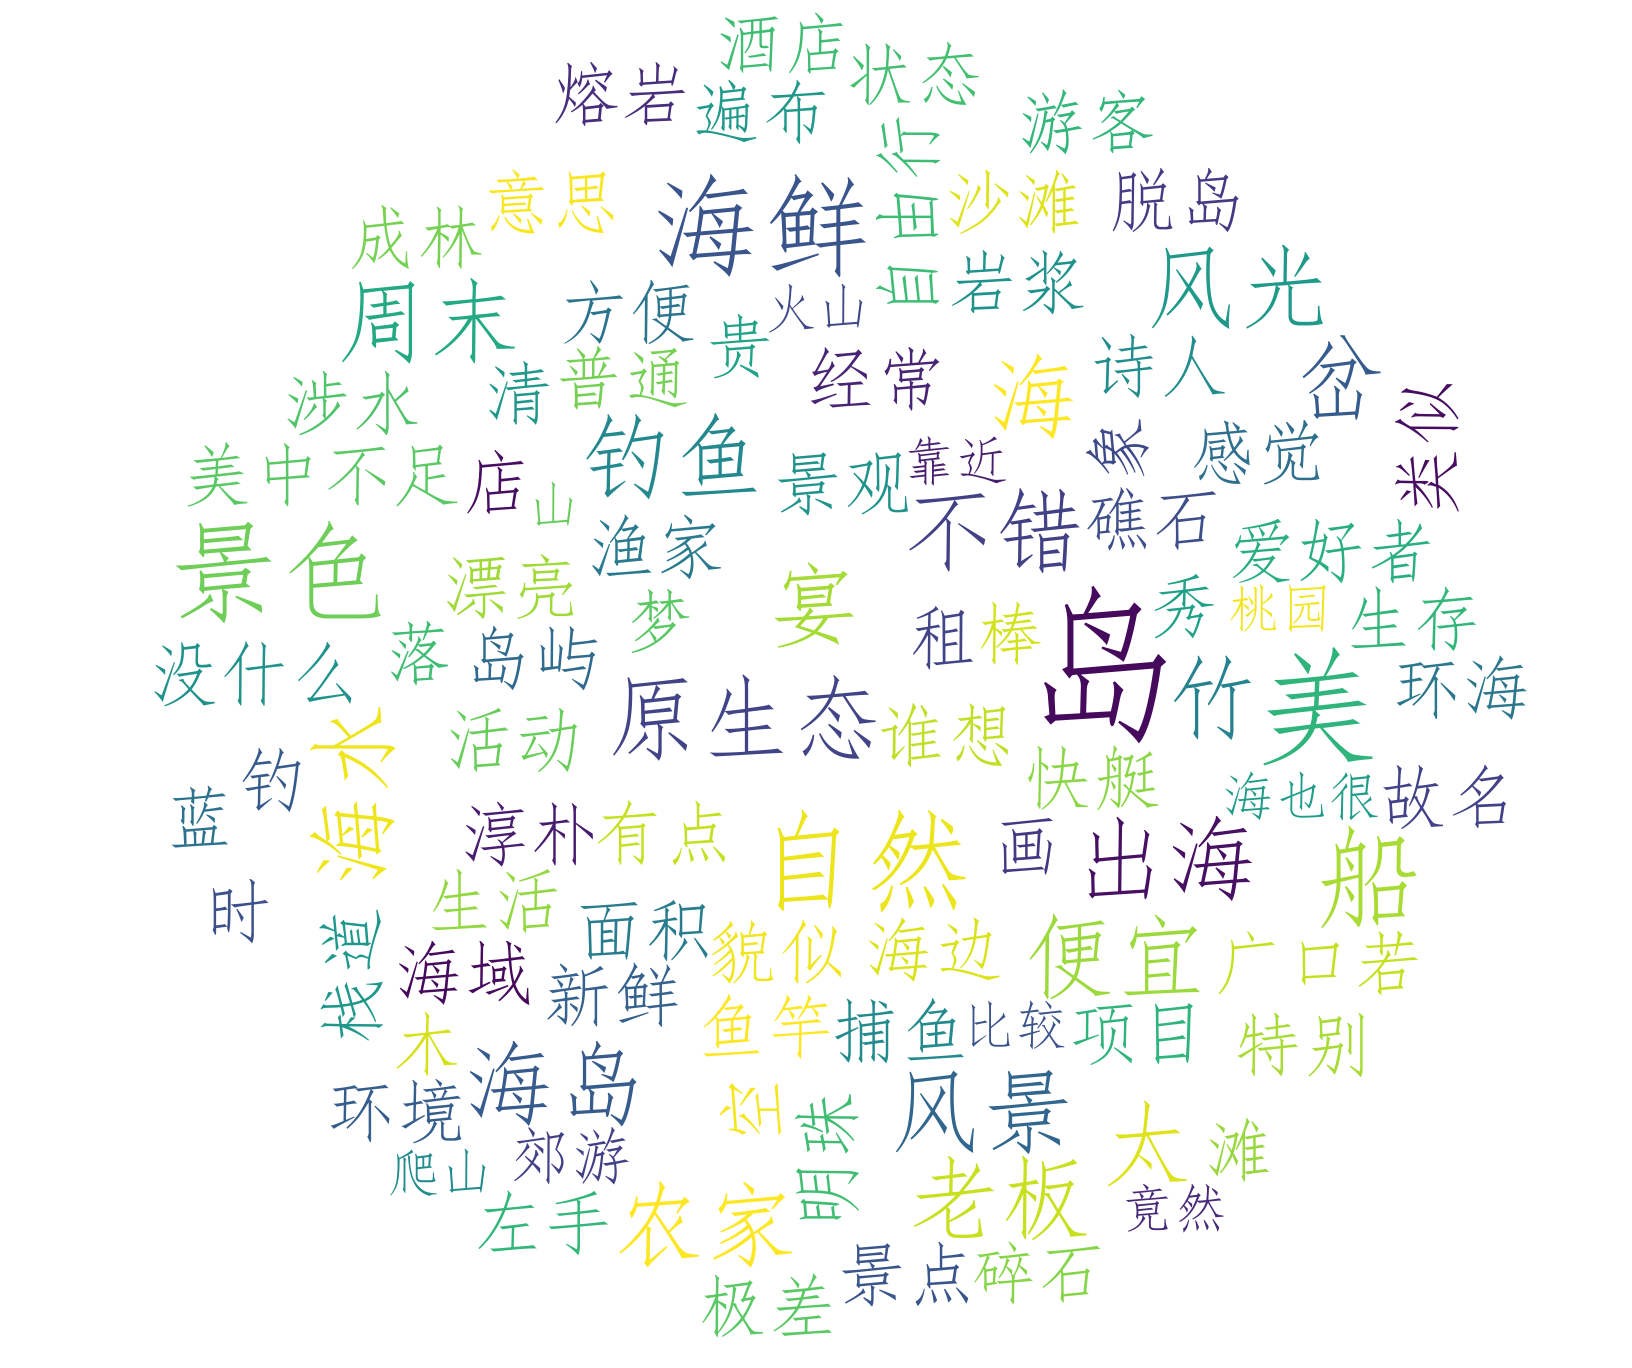 酒店
状态
熔岩
遍布
游客
自由行
意思
海鲜
沙滩
脱岛
成林
周末
方便
火山
岩浆
风光
贵
涉水
清
普通
经常
海
诗人
岔
类似
美中不足
店
钓鱼
景观
靠近
象
感觉
山
不错
礁石
景色
渔家
爱好者
漂亮
宴
梦
租
棒
岛
秀
桃园
生存
没什么
落
岛屿
原生态
竹
美
环海
海水
活动
谁想
快艇
钓
蓝
海也很
故名
淳朴
有点
自然
画
出海
船
时
栈道
生活
面积
海域
新鲜
貌似
海边
便宜
广口若
木
鱼竿
捕鱼
比较
项目
特别
环境
海岛
空
明珠
风景
太
滩
爬山
郊游
左手
农家
老板
竟然
极差
景点
碎石